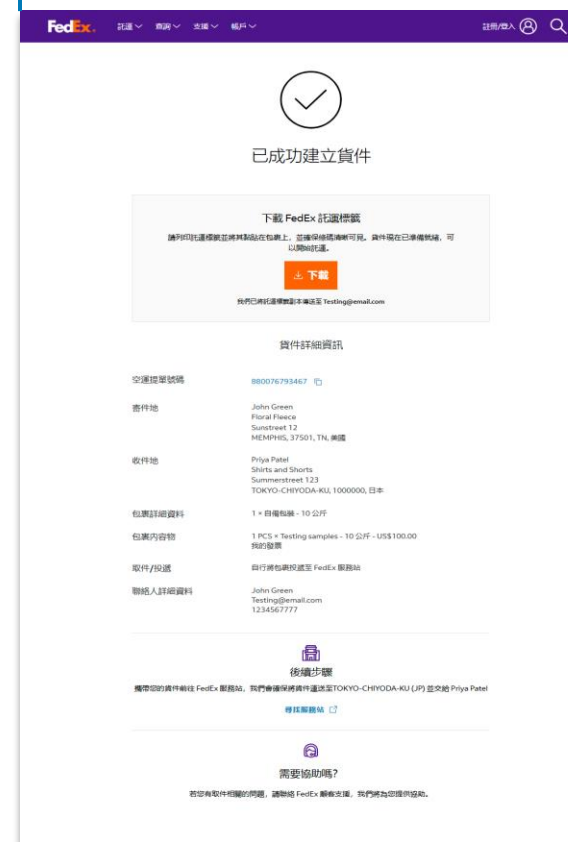 FedEx.
託運
查詢
支援
帳戶
註冊/登入
已成功建立貨件
下載 FedEx 託運標籤
請列印託運標籤並將其黏貼在包裹上，並確保條碼清晰可見。貨件現在已準備就緒，可
以開始託運。
下載
我們已將託運標籤副本傳送至 Testing@email.com
貨件詳細資訊
空運提單號碼
880076793467
寄件地
John Green
Floral Fleece
Sunstreet 12
MEMPHIS, 37501, TN, 美國
收件地
Priya Patel
Shirts and Shorts
Summerstreet 123
TOKYO-CHIYODA-KU, 1000000, 日本
包裹詳細資料
1 × 自備包裝 - 10 公斤
包裹內容物
1 PCS × Testing samples - 10 公斤 - US$100.00
我的發票
取件/投遞
自行將包裹投遞至 FedEx 服務站
聯絡人詳細資料
John Green
Testing@email.com
1234567777
後續步驟
攜帶您的貨件前往 FedEx 服務站，我們會確保將貨件運送至TOKYO-CHIYODA-KU (JP) 並交給 Priya Patel
尋找服務站
需要協助嗎?
若您有取件相關的問題，請聯絡 FedEx 顧客支援，我們將為您提供協助。